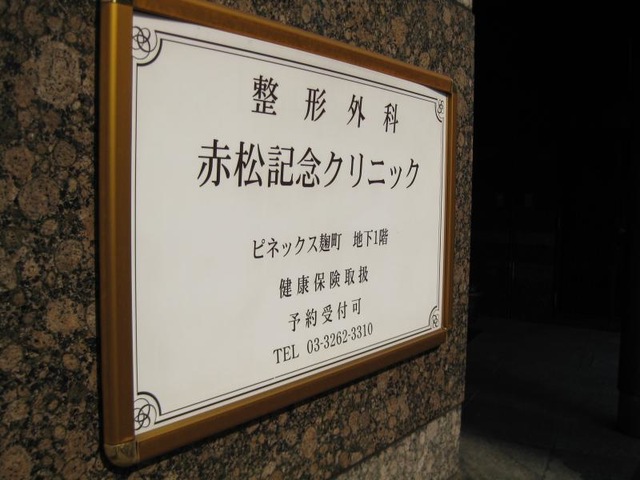 整形外科
赤松記念クリニック
ピネックス麹町 地下1階
健康保険取扱
予約受付可
TEL 03-3262-3310